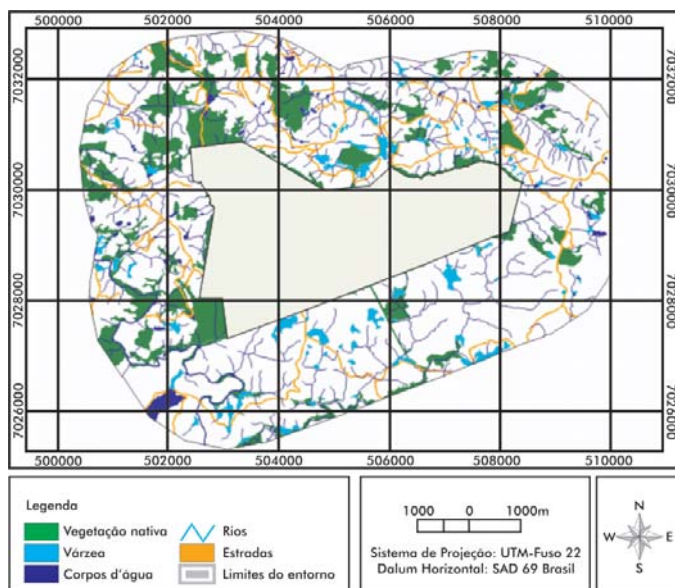 500000 502000 504000 506000 508000 510000
7032000 7032000
7030000 7030000
7028000 7028000
7026000 7026000
500000 502000 504000 506000 508000 510000
Legenda
Vegetação nativa
Várzea
Corpos d'água
Rios
Estradas
Limites do entorno
1000 0 1000m
Sistema de Projeção: UTM-Fuso 22
Dalum Horizontal: SAD 69 Brasil
N
W E
S